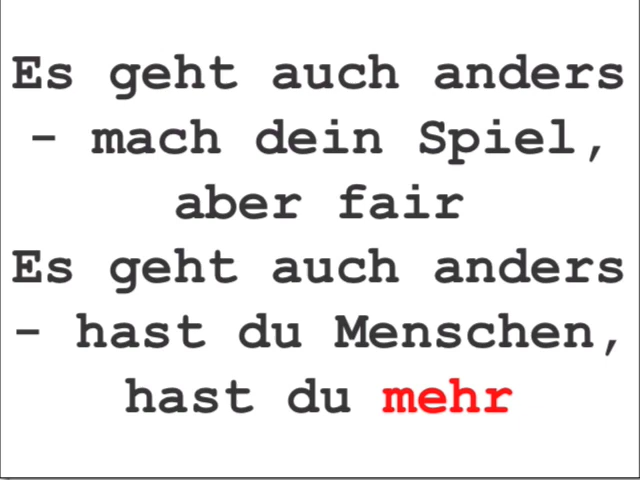 Es geht auch anders
- mach dein Spiel,
aber fair
Es geht auch anders
- hast du Menschen,
hast du mehr